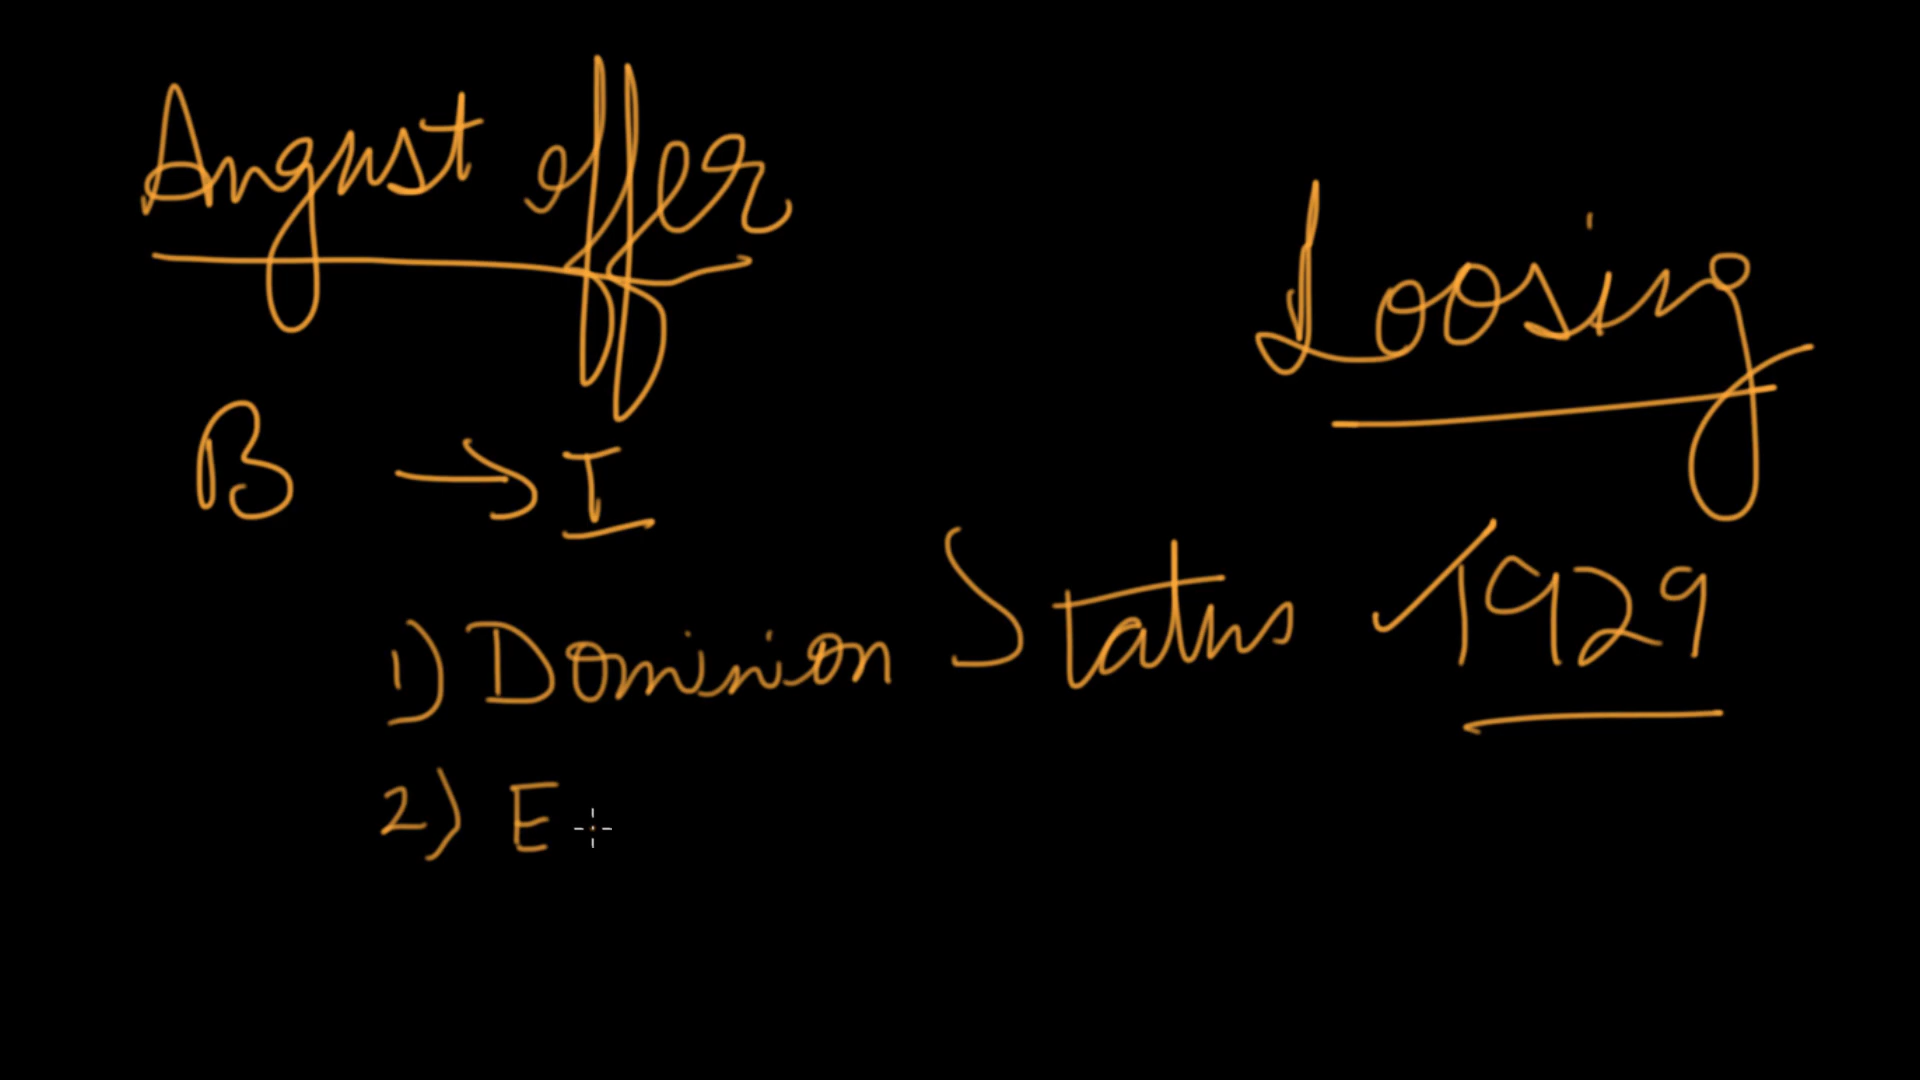 August offer
Loosing
B → I
1) Dominion Status 1929
2) E